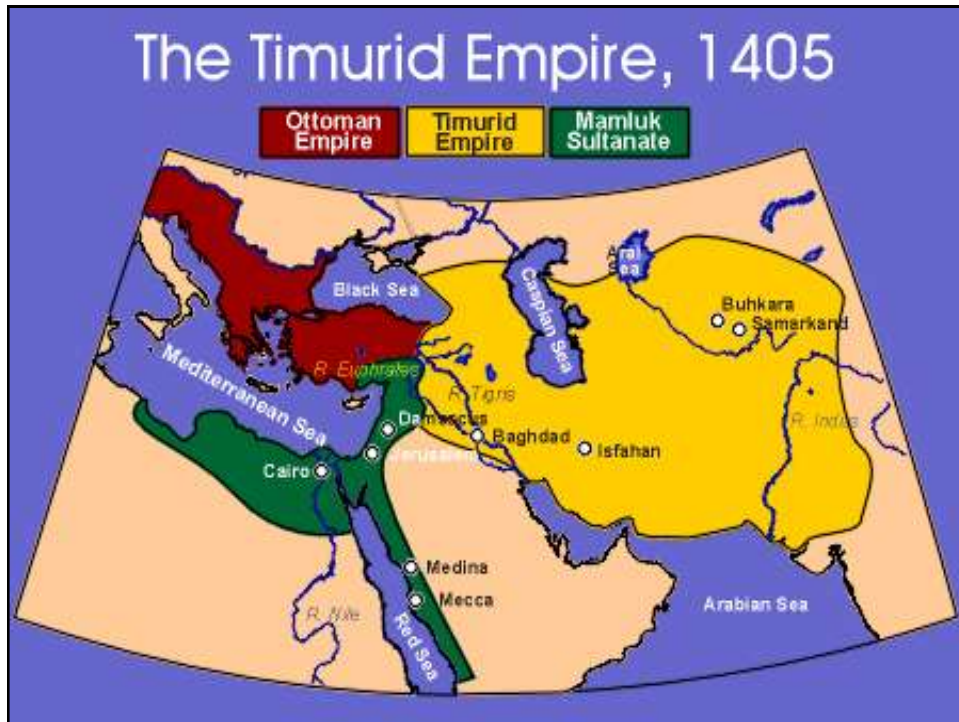 The Timurid Empire, 1405
Ottoman
Empire
Timurid
Empire
Mamluk
Sultanate
Black Sea
Caspian Sea
Aral
Sea
Buhkara
Samarkand
Mediterranean Sea
R. Euphrates
R. Tigris
R. Indus
Damascus
Baghdad
Isfahan
Jerusalem
Cairo
Medina
Mecca
R. Nile
Red Sea
Arabian Sea